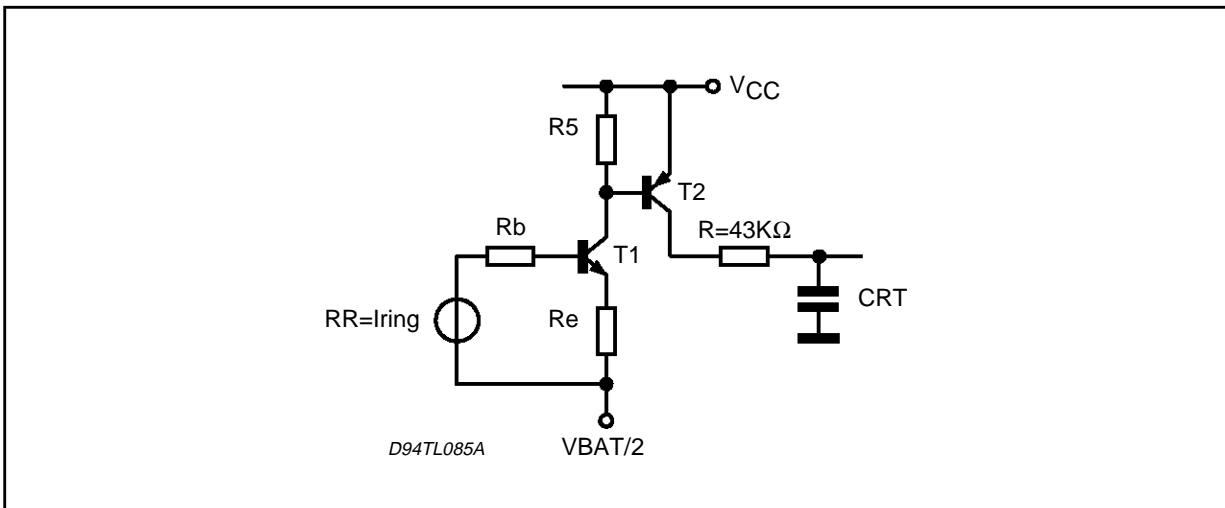 VCC
R5
T2
Rb
R=43KΩ
T1
CRT
RR=Iring
Re
D94TL085A
VBAT/2